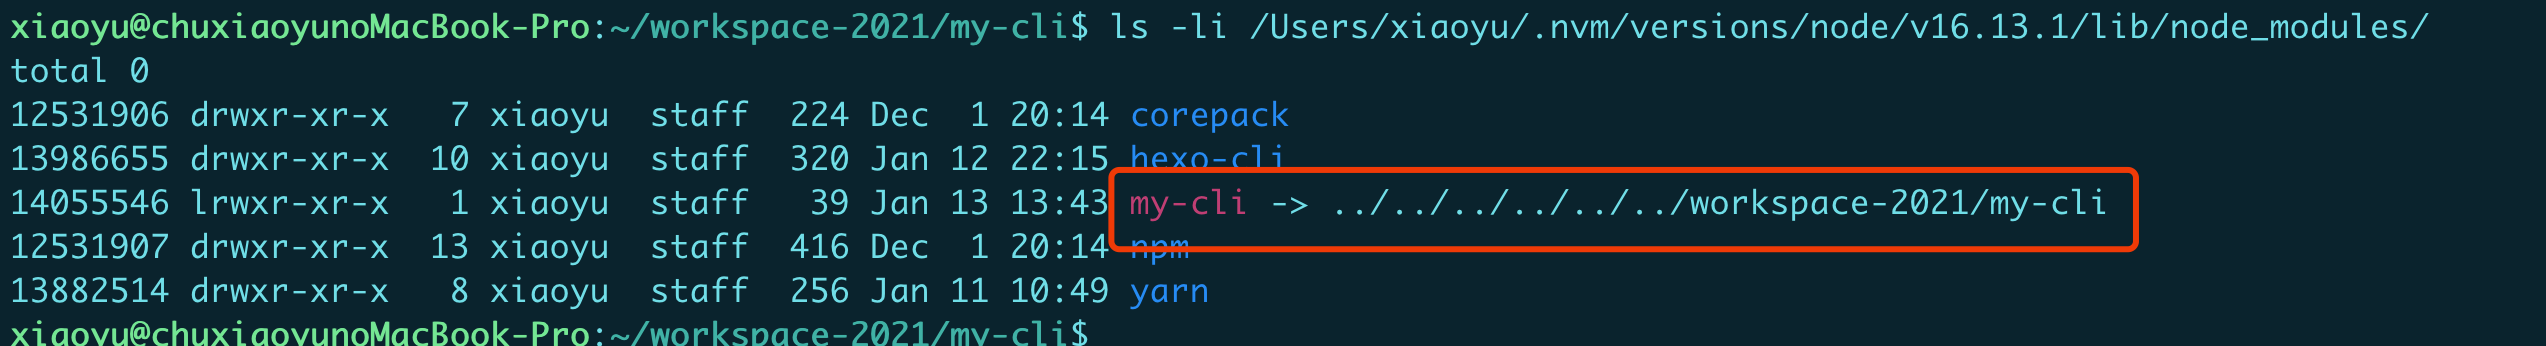 xiaoyu@chuxiaoyunoMacBook-Pro:~/workspace-2021/my-cli$ ls -li /Users/xiaoyu/.nvm/versions/node/v16.13.1/lib/node_modules/
total 0
12531906 drwxr-xr-x   7 xiaoyu  staff  224 Dec  1 20:14 corepack
13986655 drwxr-xr-x  10 xiaoyu  staff  320 Jan 12 22:15 hexo-cli
14055546 lrwxr-xr-x   1 xiaoyu  staff   39 Jan 13 13:43 my-cli -> ../../../../../../workspace-2021/my-cli
12531907 drwxr-xr-x  13 xiaoyu  staff  416 Dec  1 20:14 npm
13882514 drwxr-xr-x   8 xiaoyu  staff  256 Jan 11 10:49 yarn
xiaoyu@chuxiaoyunoMacBook-Pro:~/workspace-2021/my-cli$